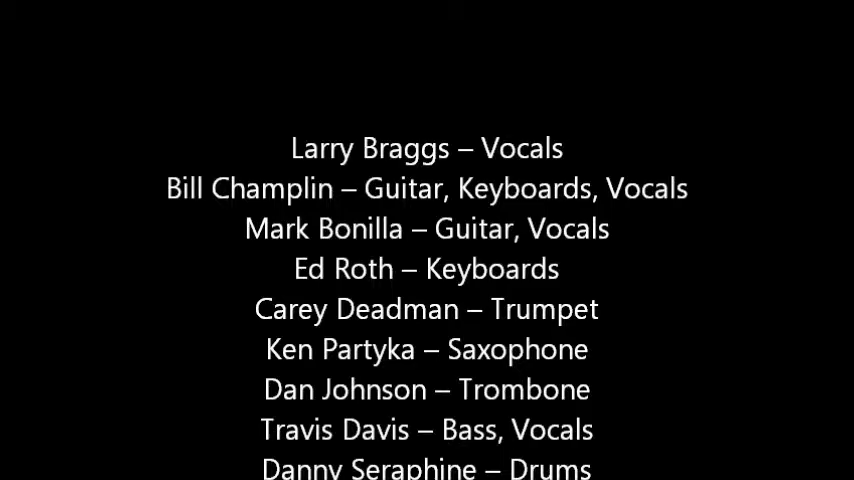 Larry Braggs – Vocals
Bill Champlin – Guitar, Keyboards, Vocals
Mark Bonilla – Guitar, Vocals
Ed Roth – Keyboards
Carey Deadman – Trumpet
Ken Partyka – Saxophone
Dan Johnson – Trombone
Travis Davis – Bass, Vocals
Danny Seraphine – Drums